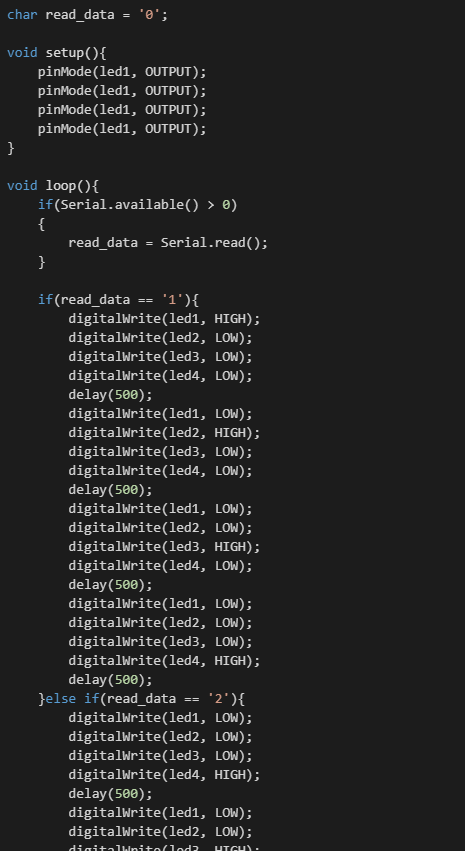 char read_data = '0';

void setup(){
    pinMode(led1, OUTPUT);
    pinMode(led1, OUTPUT);
    pinMode(led1, OUTPUT);
    pinMode(led1, OUTPUT);
}

void loop(){
    if(Serial.available() > 0)
    {
        read_data = Serial.read();
    }

    if(read_data == '1'){
        digitalWrite(led1, HIGH);
        digitalWrite(led2, LOW);
        digitalWrite(led3, LOW);
        digitalWrite(led4, LOW);
        delay(500);
        digitalWrite(led1, LOW);
        digitalWrite(led2, HIGH);
        digitalWrite(led3, LOW);
        digitalWrite(led4, LOW);
        delay(500);
        digitalWrite(led1, LOW);
        digitalWrite(led2, LOW);
        digitalWrite(led3, HIGH);
        digitalWrite(led4, LOW);
        delay(500);
        digitalWrite(led1, LOW);
        digitalWrite(led2, LOW);
        digitalWrite(led3, LOW);
        digitalWrite(led4, HIGH);
        delay(500);
    }else if(read_data == '2'){
        digitalWrite(led1, LOW);
        digitalWrite(led2, LOW);
        digitalWrite(led3, LOW);
        digitalWrite(led4, HIGH);
        delay(500);
        digitalWrite(led1, LOW);
        digitalWrite(led2, LOW);
        digitalWrite(led3, HIGH);